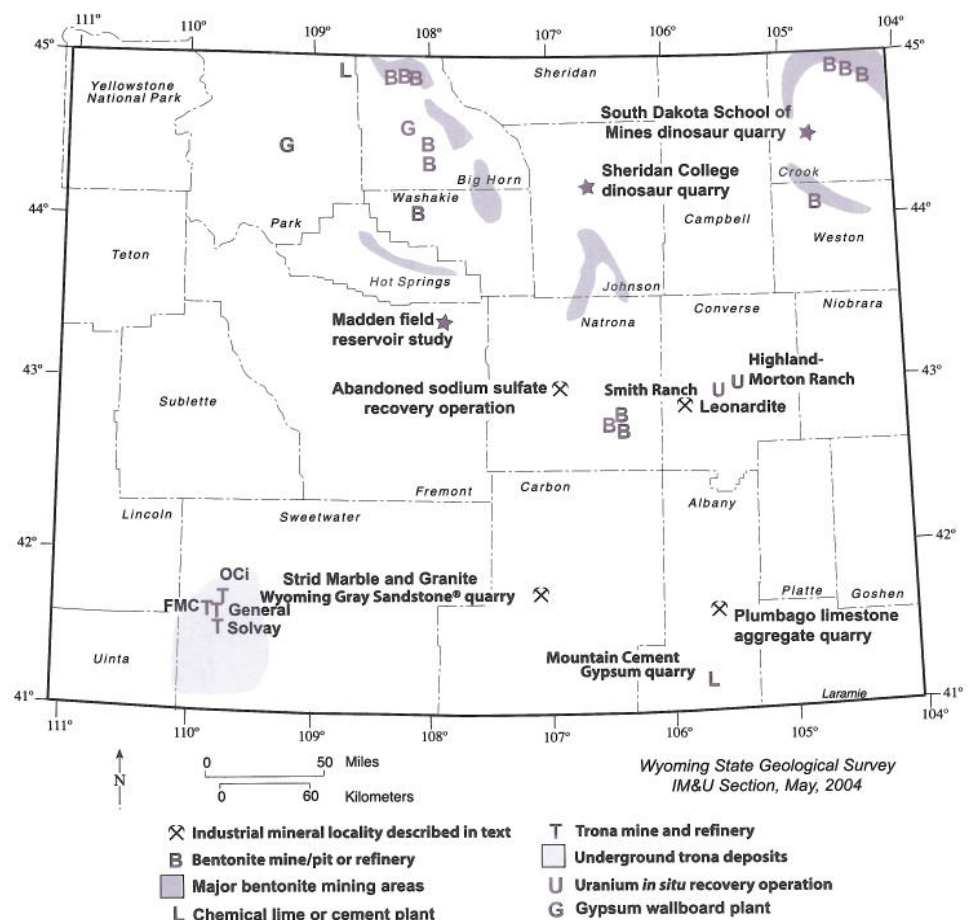 111°
110°
109°
108°
107°
106°
105°
104°
45°
45°
Yellowstone
National Park
L
B B B
Sheridan
B B B
South Dakota School of
Mines dinosaur quarry
G
G
B
B
Big Horn
Sheridan College
dinosaur quarry
Crook
44°
Washakie
B
B
44°
Park
Campbell
Weston
Teton
Hot Springs
Johnson
Niobrara
Madden field
reservoir study
Natrona
Converse
43°
43°
Highland-
Morton Ranch
U
U
Smith Ranch
Abandoned sodium sulfate
recovery operation
Sublette
Leonardite
B
B B
Fremont
Carbon
Albany
Lincoln
Sweetwater
42°
42°
OCi
T
FMC T T General
T Solvay
Strid Marble and Granite
Wyoming Gray Sandstone® quarry
Platte
Goshen
Plumbago limestone
aggregate quarry
Uinta
Mountain Cement
Gypsum quarry
L
Laramie
41°
41°
111°
110°
109°
108°
107°
106°
105°
104°
N
0 50 Miles
0 60 Kilometers
Wyoming State Geological Survey
IM&U Section, May, 2004
Industrial mineral locality described in text
B Bentonite mine/pit or refinery
Major bentonite mining areas
L Chemical lime or cement plant
T Trona mine and refinery
Underground trona deposits
U Uranium in situ recovery operation
G Gypsum wallboard plant